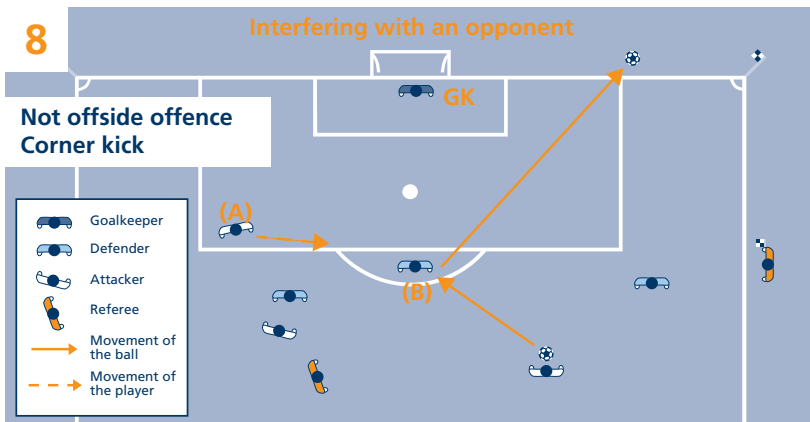 8
Interfering with an opponent
GK
Not offside offence
Corner kick
(A)
(B)
Goalkeeper
Defender
Attacker
Referee
Movement of
the ball
Movement of
the player